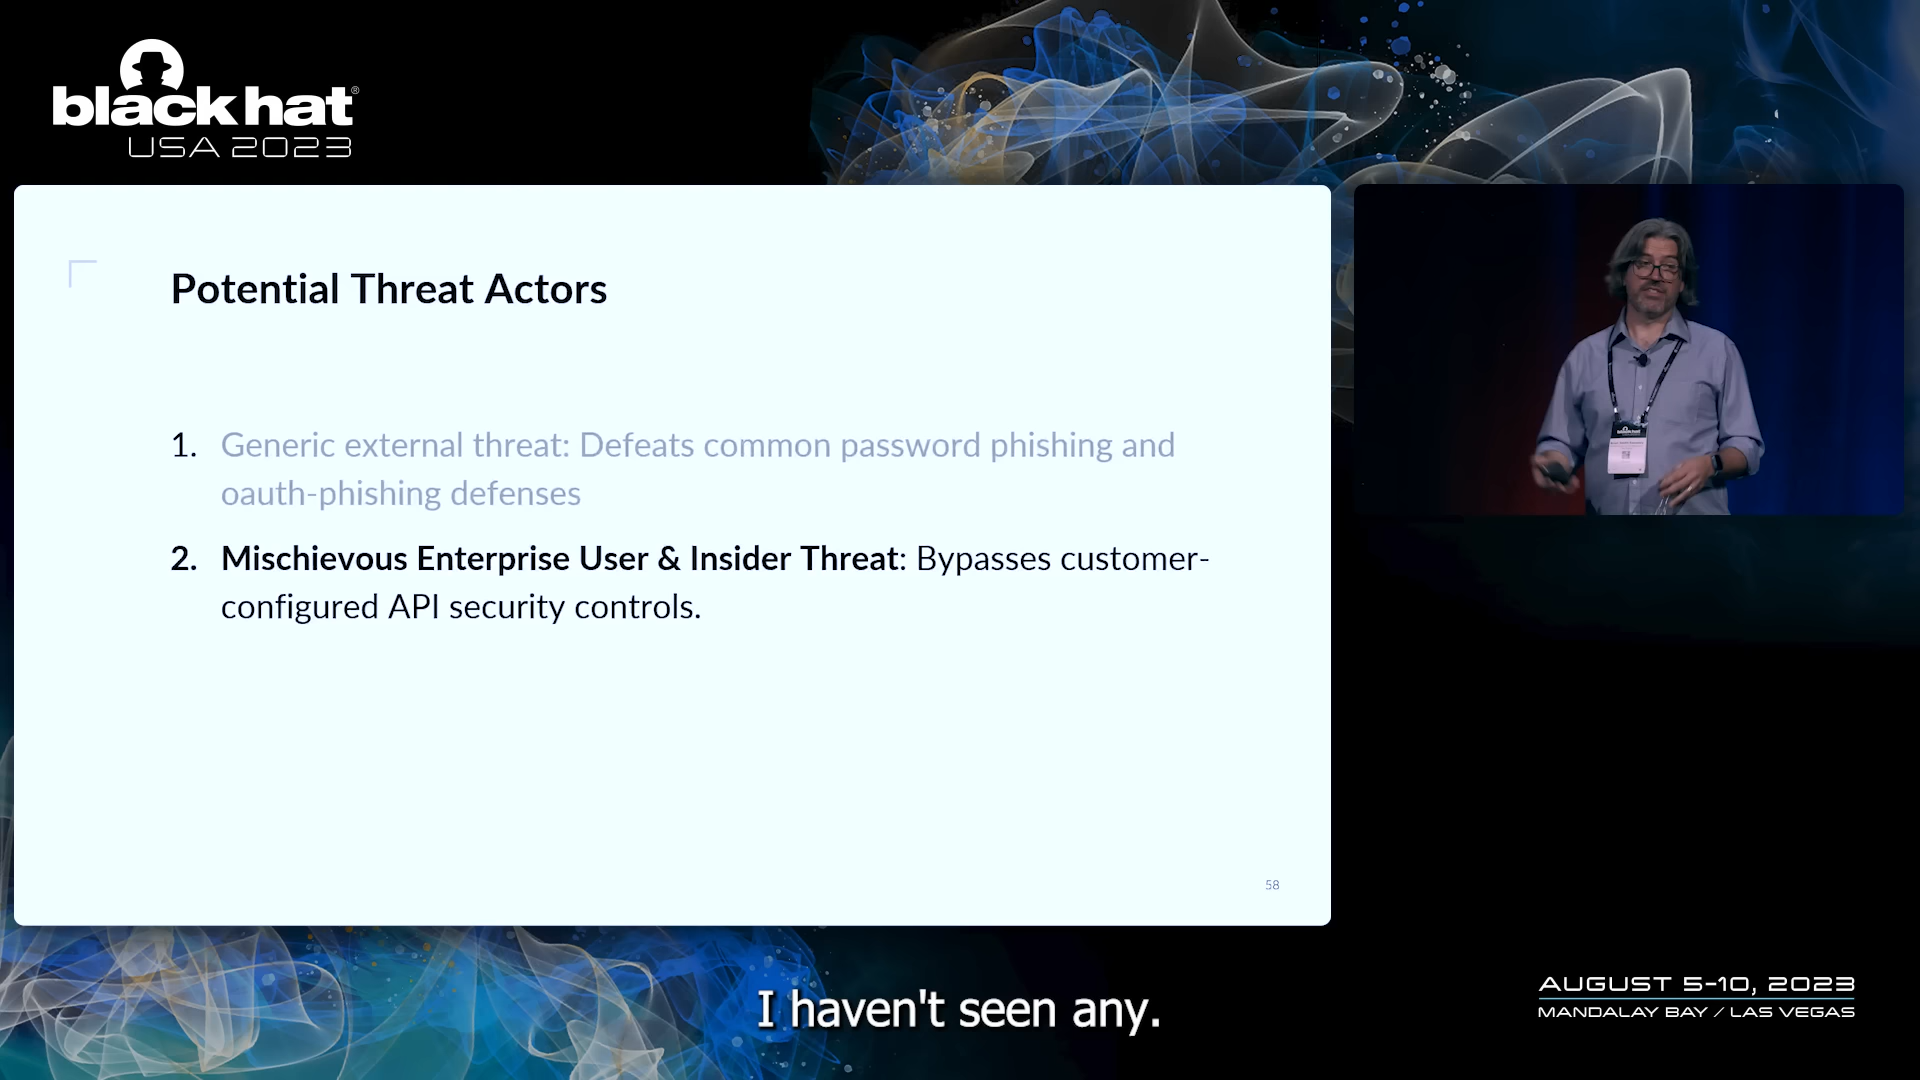 black hat®
USA 2023
Potential Threat Actors
1. Generic external threat: Defeats common password phishing and
oauth-phishing defenses
2. Mischievous Enterprise User & Insider Threat: Bypasses customer-
configured API security controls.
58
I haven't seen any.
AUGUST 5-10, 2023
MANDALAY BAY / LAS VEGAS